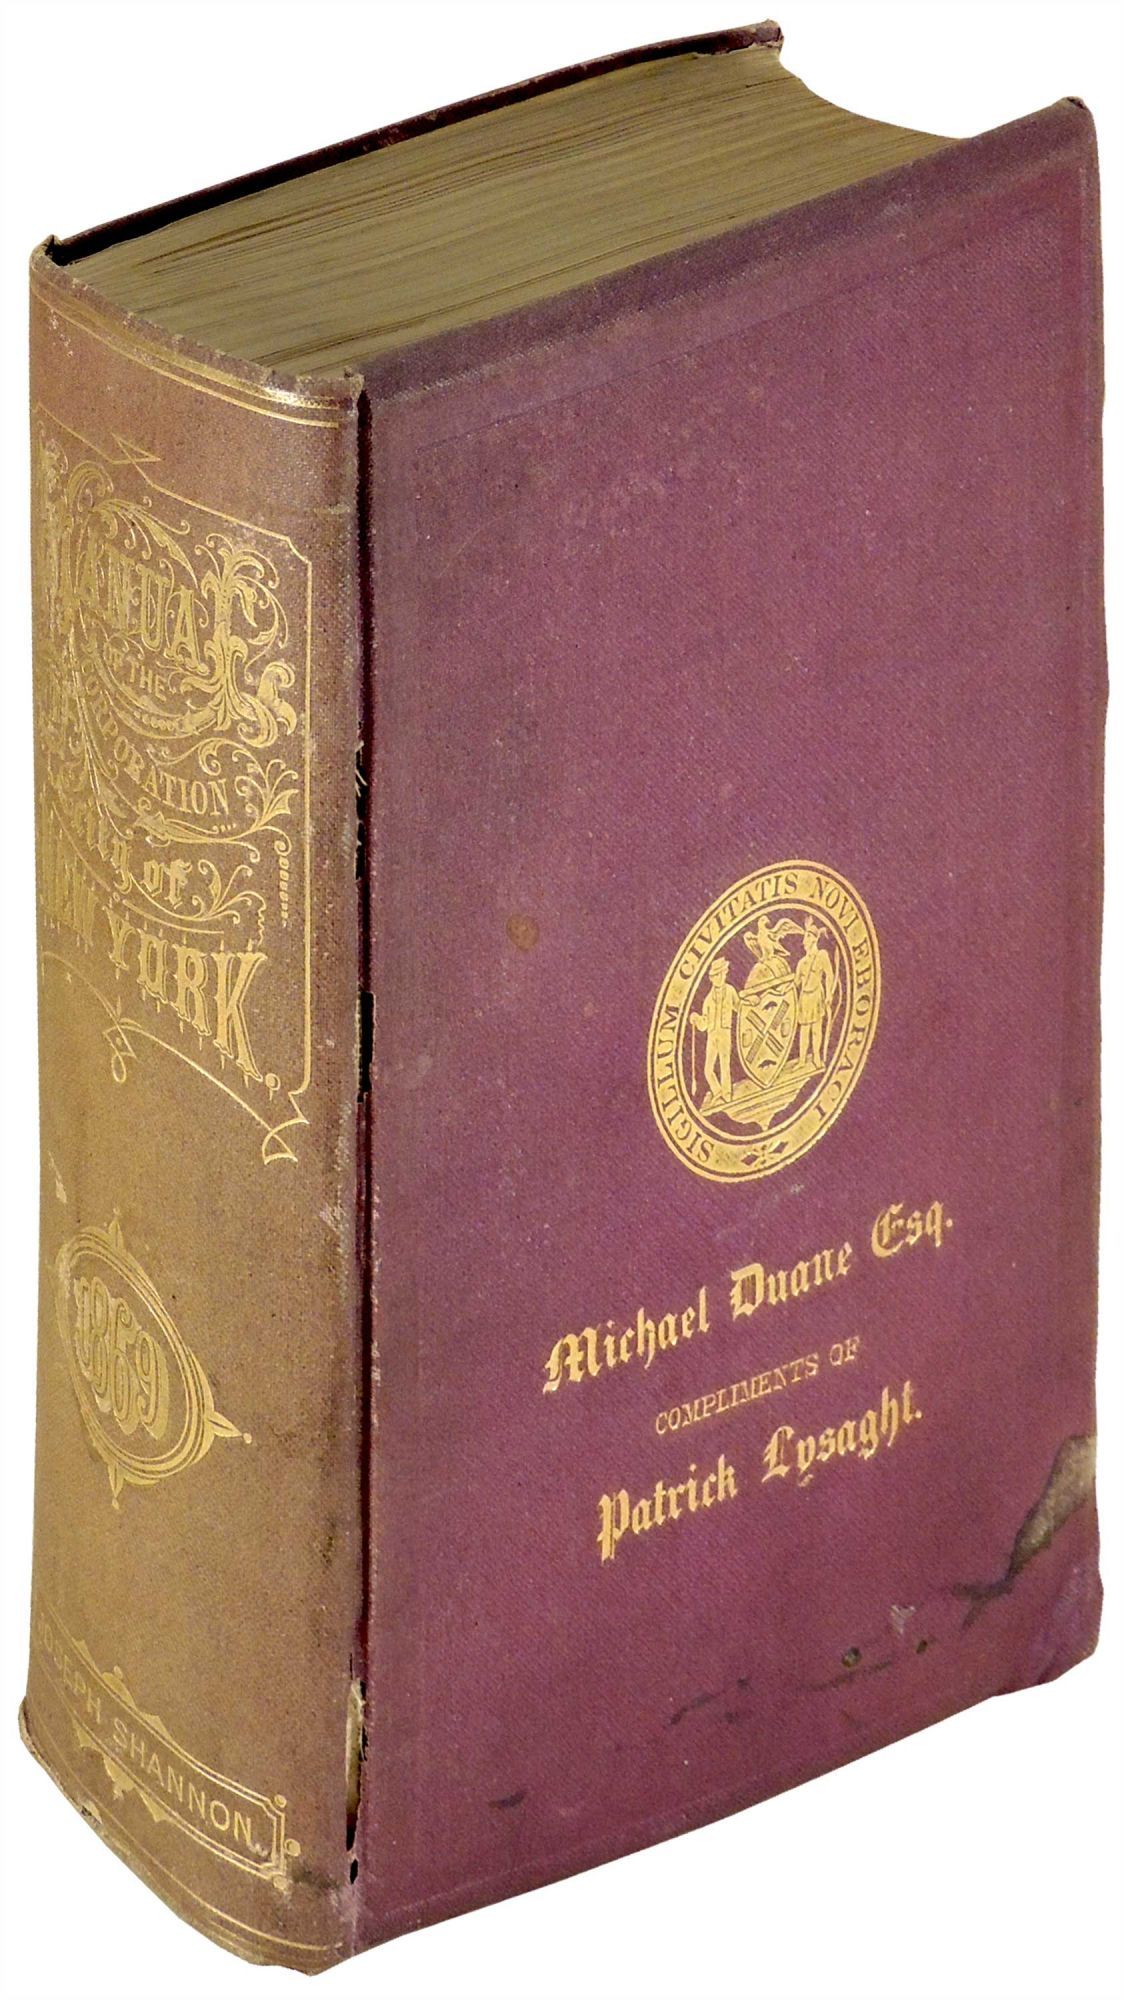 MANUAL
OF THE
CORPORATION
City of
NEW YORK.
1869
JOSEPH SHANNON.
SIGILLUM CIVITATIS NOVI EBORACI
Michael Duane Esq.
COMPLIMENTS OF
Patrick Lysaght.